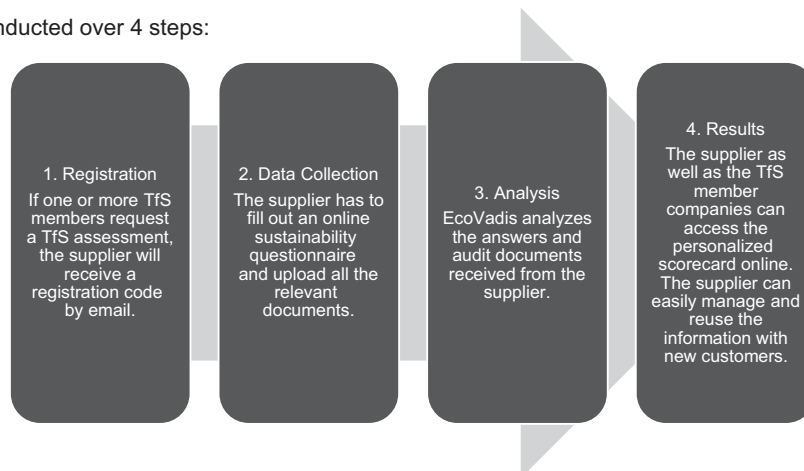 nducted over 4 steps:
1. Registration
If one or more TfS
members request
a TfS assessment,
the supplier will
receive a
registration code
by email.
2. Data Collection
The supplier has to
fill out an online
sustainability
questionnaire
and upload all the
relevant
documents.
3. Analysis
EcoVadis analyzes
the answers and
audit documents
received from the
supplier.
4. Results
The supplier as
well as the TfS
member
companies can
access the
personalized
scorecard online.
The supplier can
easily manage and
reuse the
information with
new customers.